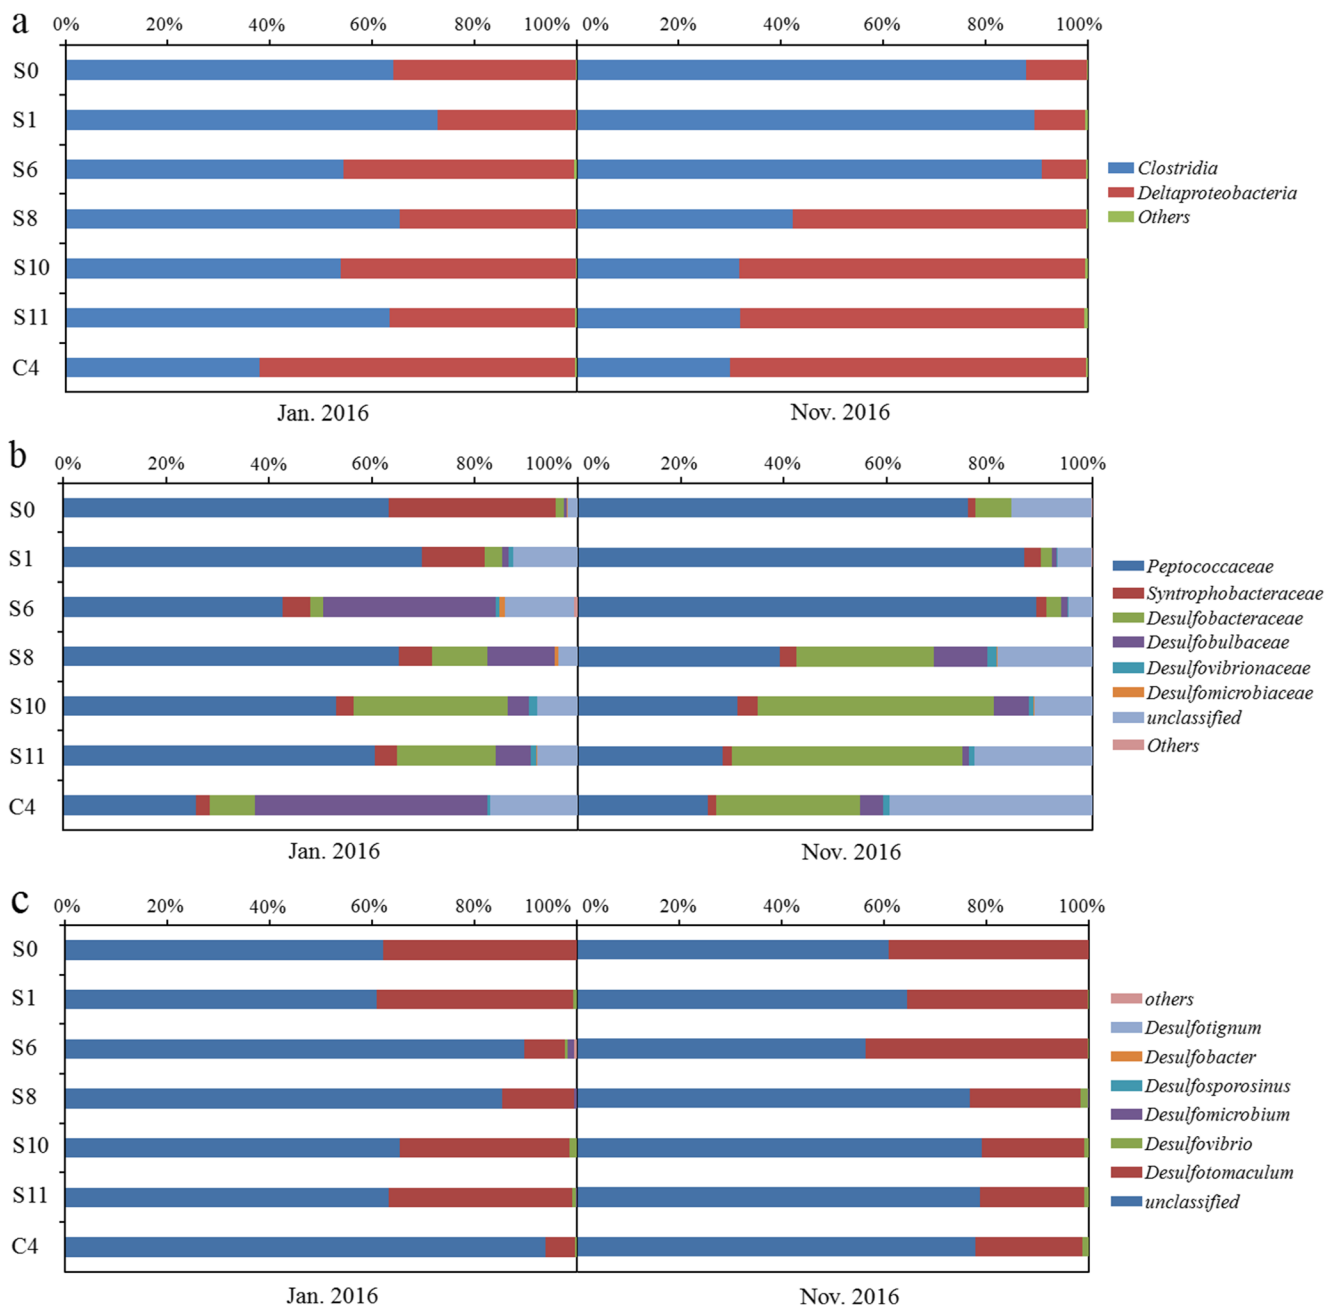 a
0% 20% 40% 60% 80% 100% 0% 20% 40% 60% 80% 100%
S0
S1
S6
S8
S10
S11
C4
Clostridia
Deltaproteobacteria
Others
Jan. 2016 Nov. 2016
b
0% 20% 40% 60% 80% 100% 0% 20% 40% 60% 80% 100%
S0
S1
S6
S8
S10
S11
C4
Peptococcaceae
Syntrophobacteraceae
Desulfobacteraceae
Desulfobulbaceae
Desulfovibrionaceae
Desulfomicrobiaceae
unclassified
Others
Jan. 2016 Nov. 2016
c
0% 20% 40% 60% 80% 100% 0% 20% 40% 60% 80% 100%
S0
S1
S6
S8
S10
S11
C4
others
Desulfotignum
Desulfobacter
Desulfosporosinus
Desulfomicrobium
Desulfovibrio
Desulfotomaculum
unclassified
Jan. 2016 Nov. 2016